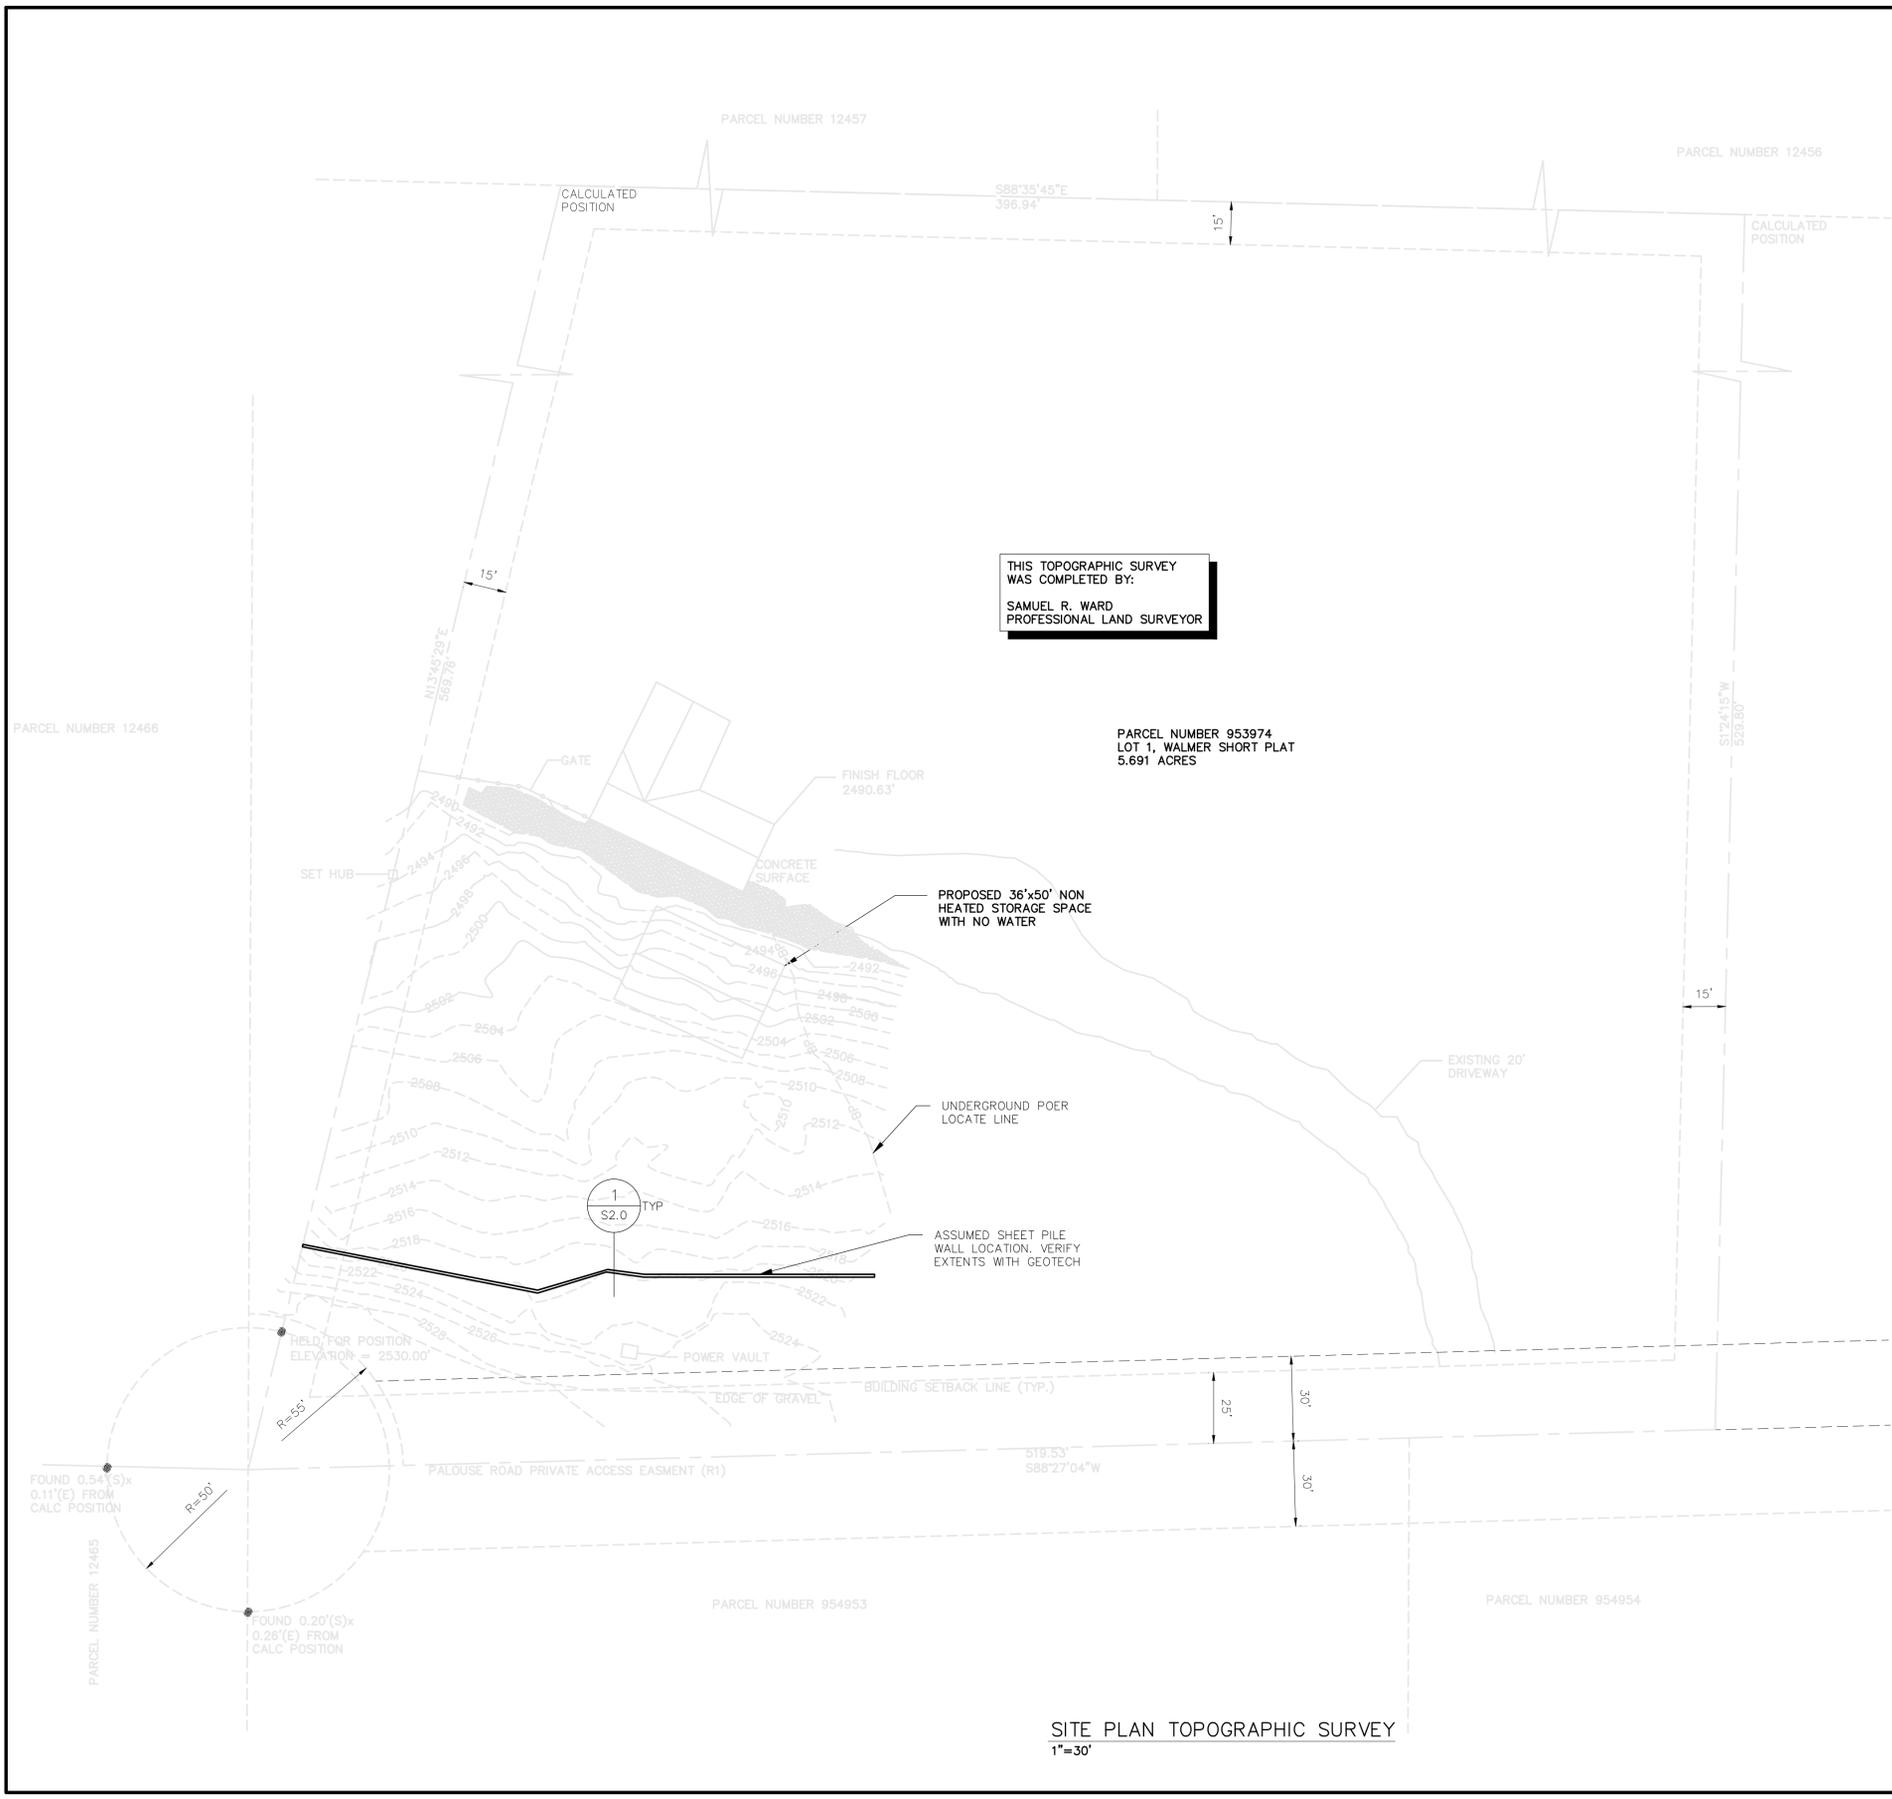 PARCEL NUMBER 12457
PARCEL NUMBER 12456
CALCULATED
POSITION
S88°35'45"E
396.94'
15'
CALCULATED
POSITION
THIS TOPOGRAPHIC SURVEY
WAS COMPLETED BY:
SAMUEL R. WARD
PROFESSIONAL LAND SURVEYOR
15'
N13°45'29"E
569.76'
S1°24'15"W
529.80'
PARCEL NUMBER 12466
PARCEL NUMBER 953974
LOT 1, WALMER SHORT PLAT
5.691 ACRES
GATE
FINISH FLOOR
2490.63'
2490
2492
2494
2496
2498
2500
SET HUB
CONCRETE
SURFACE
PROPOSED 36'x50' NON
HEATED STORAGE SPACE
WITH NO WATER
2494
2492
2496
2498
2500
2502
2502
2504
2504
2506
2506
2508
2508
2510
2510
2510
2512
2512
2514
2514
2516
2516
2518
2518
2520
2522
2522
2524
2524
2526
2528
15'
EXISTING 20'
DRIVEWAY
UNDERGROUND POER
LOCATE LINE
1
S2.0
TYP
ASSUMED SHEET PILE
WALL LOCATION. VERIFY
EXTENTS WITH GEOTECH
HELD FOR POSITION
ELEVATION = 2530.00'
POWER VAULT
BUILDING SETBACK LINE (TYP.)
EDGE OF GRAVEL
R=55'
25'
30'
30'
519.53'
S88°27'04"W
PALOUSE ROAD PRIVATE ACCESS EASMENT (R1)
FOUND 0.54'(S)x
0.11'(E) FROM
CALC POSITION
R=50'
PARCEL NUMBER 12465
FOUND 0.20'(S)x
0.26'(E) FROM
CALC POSITION
PARCEL NUMBER 954953
PARCEL NUMBER 954954
SITE PLAN TOPOGRAPHIC SURVEY
1"=30'